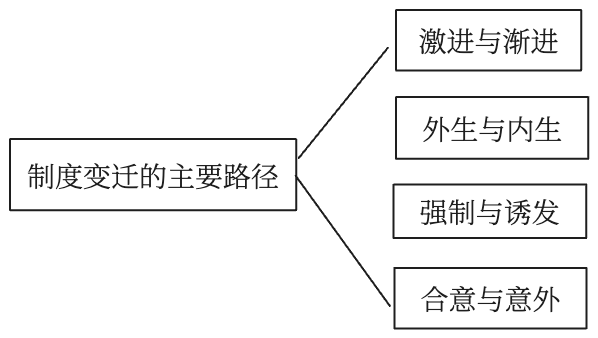 激进与渐进
外生与内生
制度变迁的主要路径
强制与诱发
合意与意外